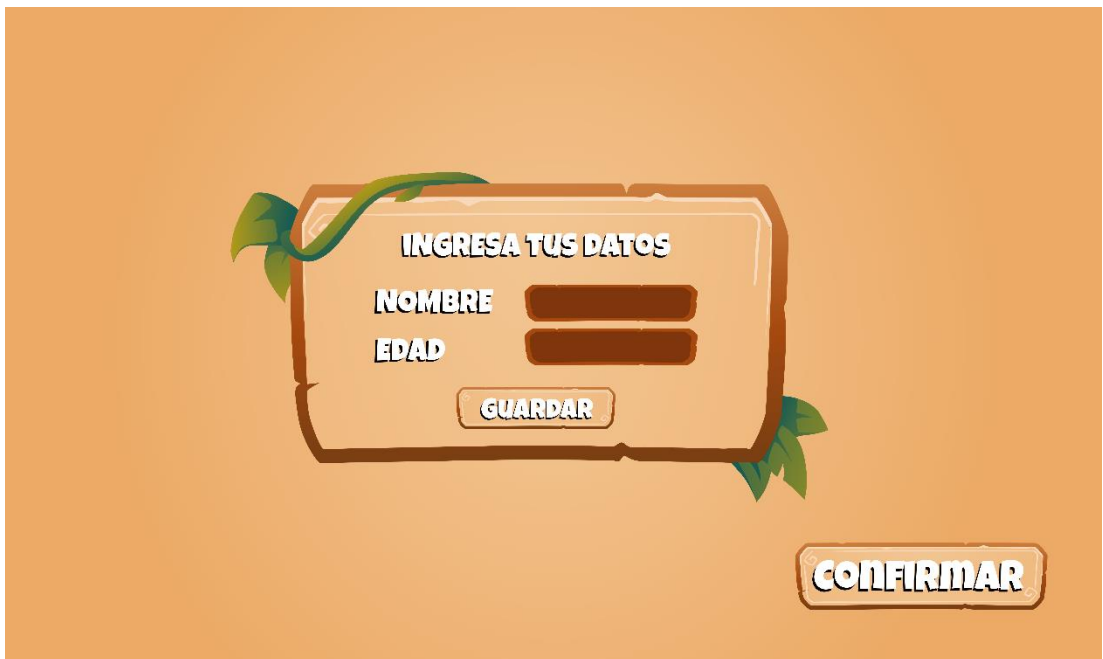 INGRESA TUS DATOS
NOMBRE
EDAD
GUARDAR
CONFIRMAR